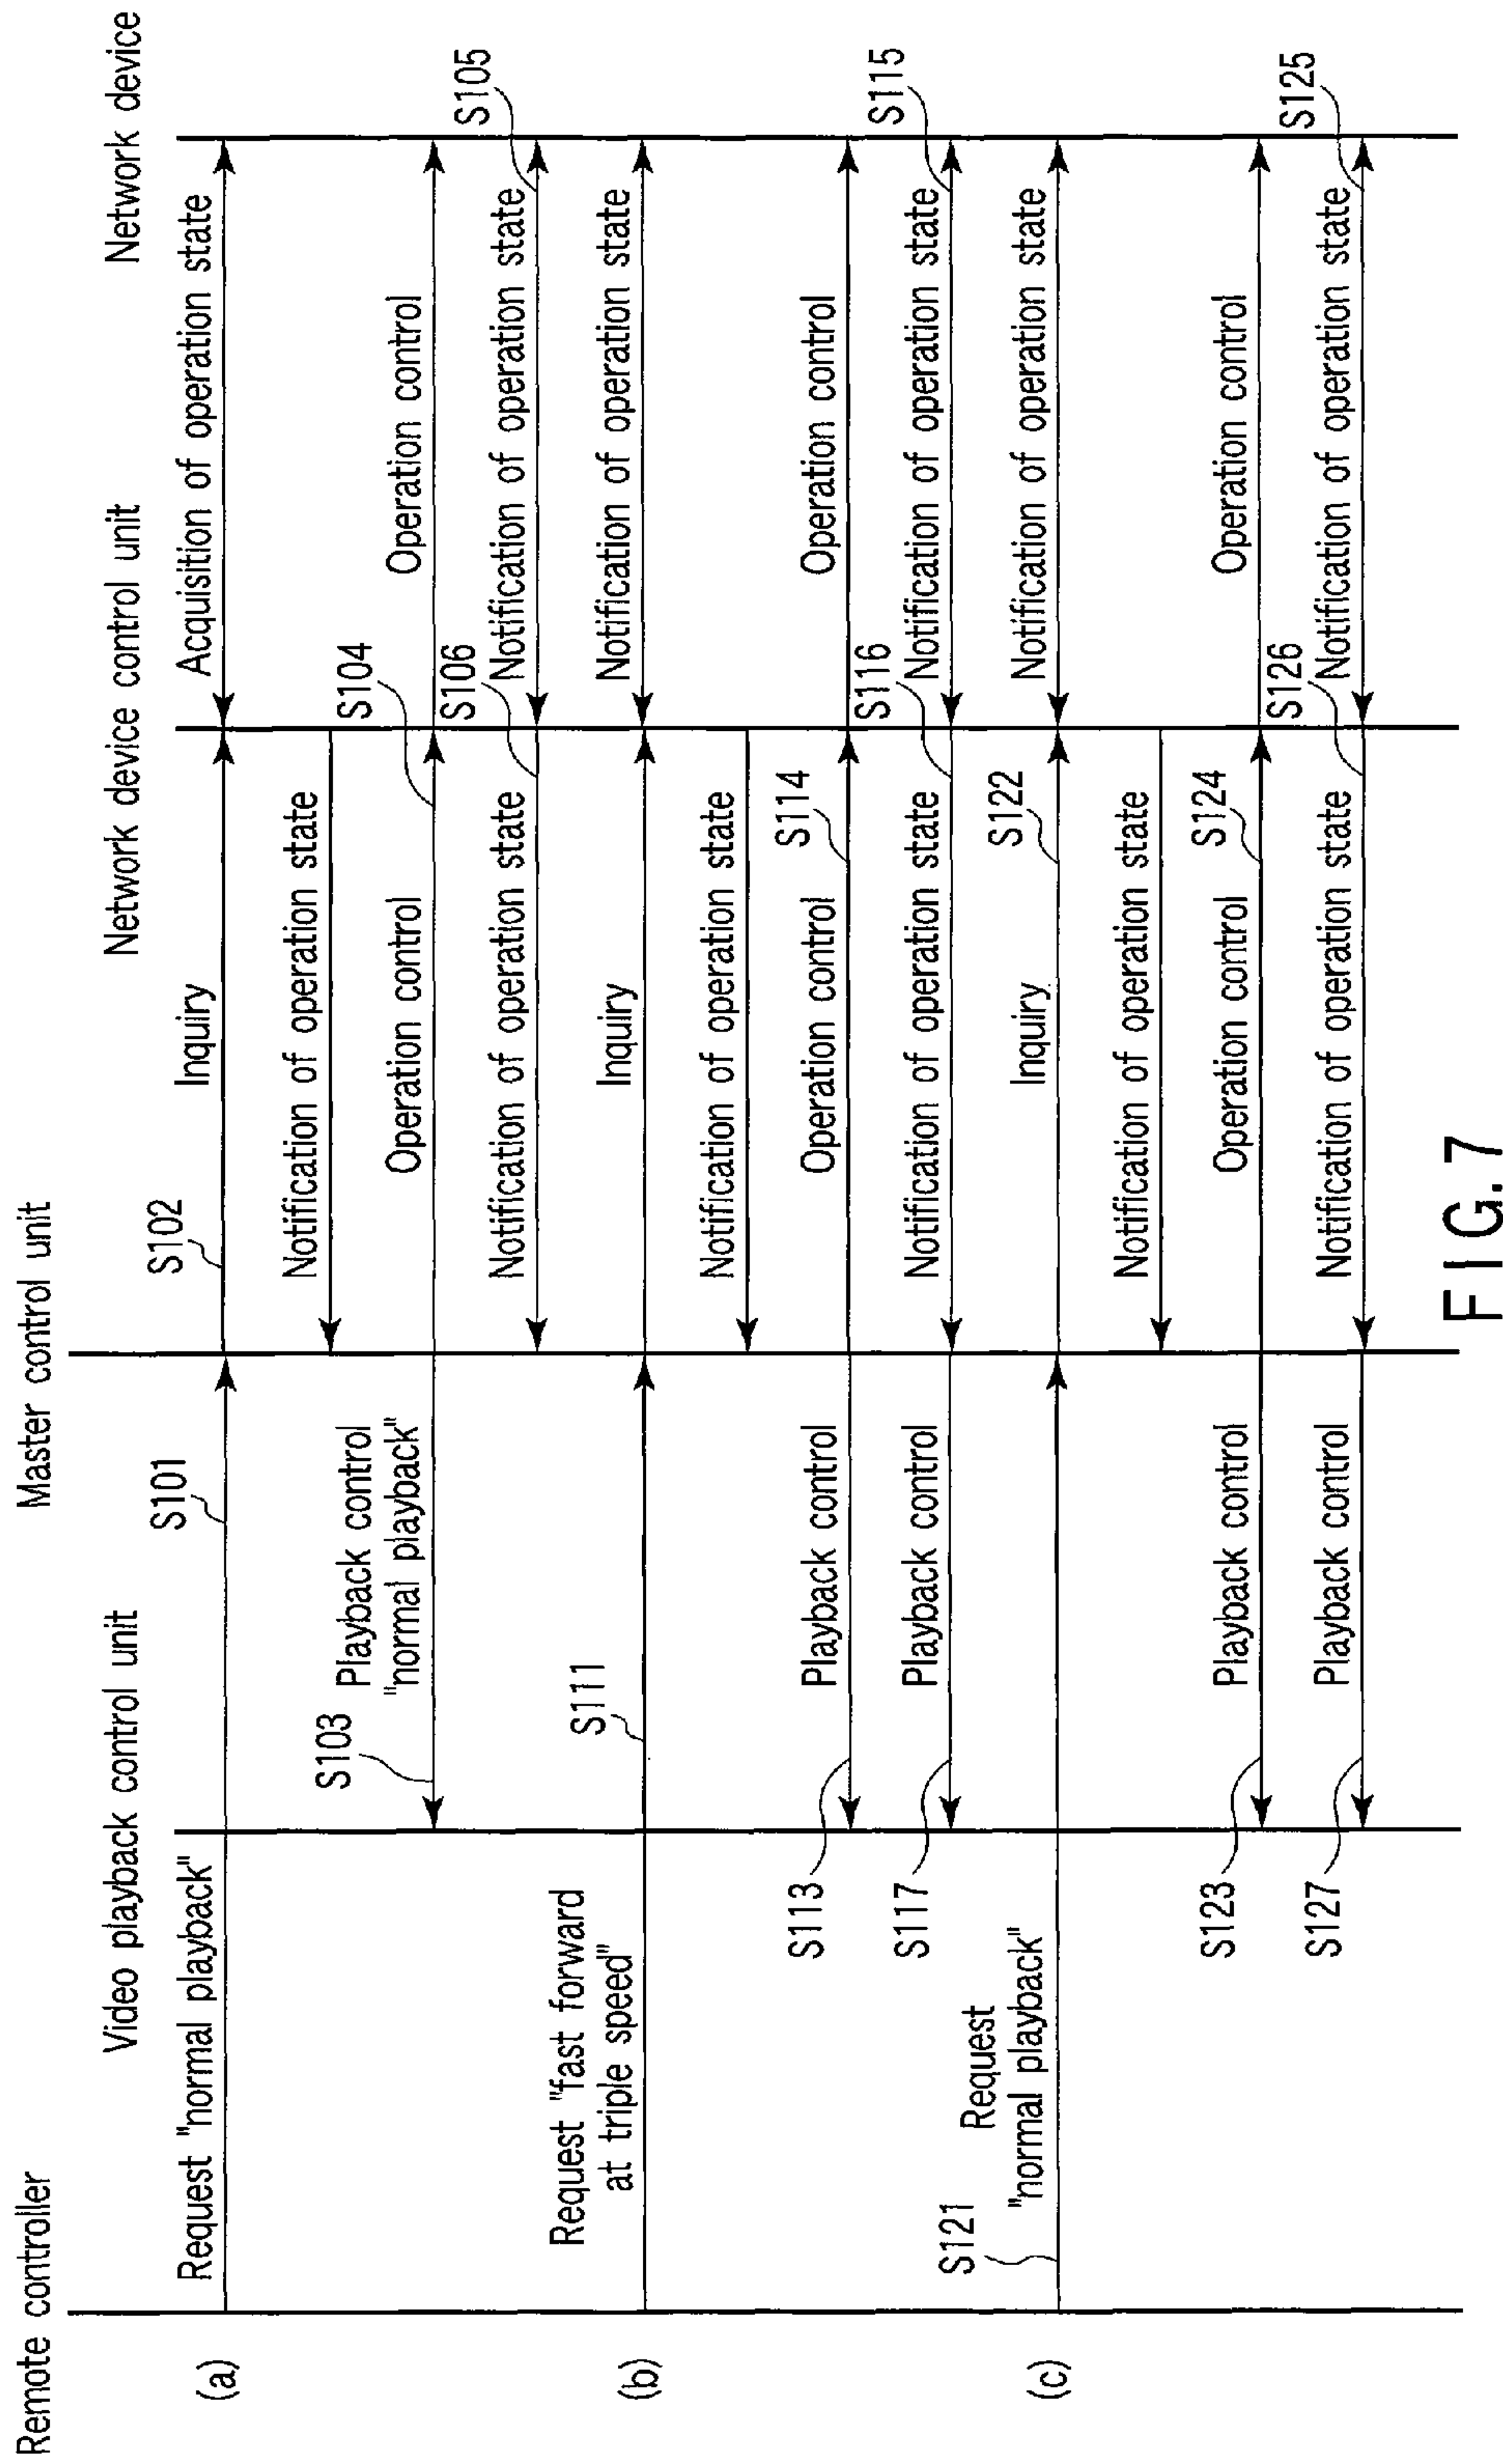 Remote controller
Video playback control unit
Master control unit
Network device control unit
Network device
(a)
Request "normal playback"
S101
S102
Inquiry
Acquisition of operation state
Notification of operation state
S103
Playback control
"normal playback"
Operation control
S104
Operation control
Notification of operation state
S106
Notification of operation state
S105
(b)
Request "fast forward
at triple speed"
S111
Inquiry
Notification of operation state
Notification of operation state
S113
Playback control
Operation control
S114
Operation control
S117
Playback control
Notification of operation state
S116
Notification of operation state
S115
(c)
S121
Request
"normal playback"
Inquiry
S122
Notification of operation state
Notification of operation state
S123
Playback control
Operation control
S124
Operation control
S127
Playback control
Notification of operation state
S126
Notification of operation state
S125
FIG. 7